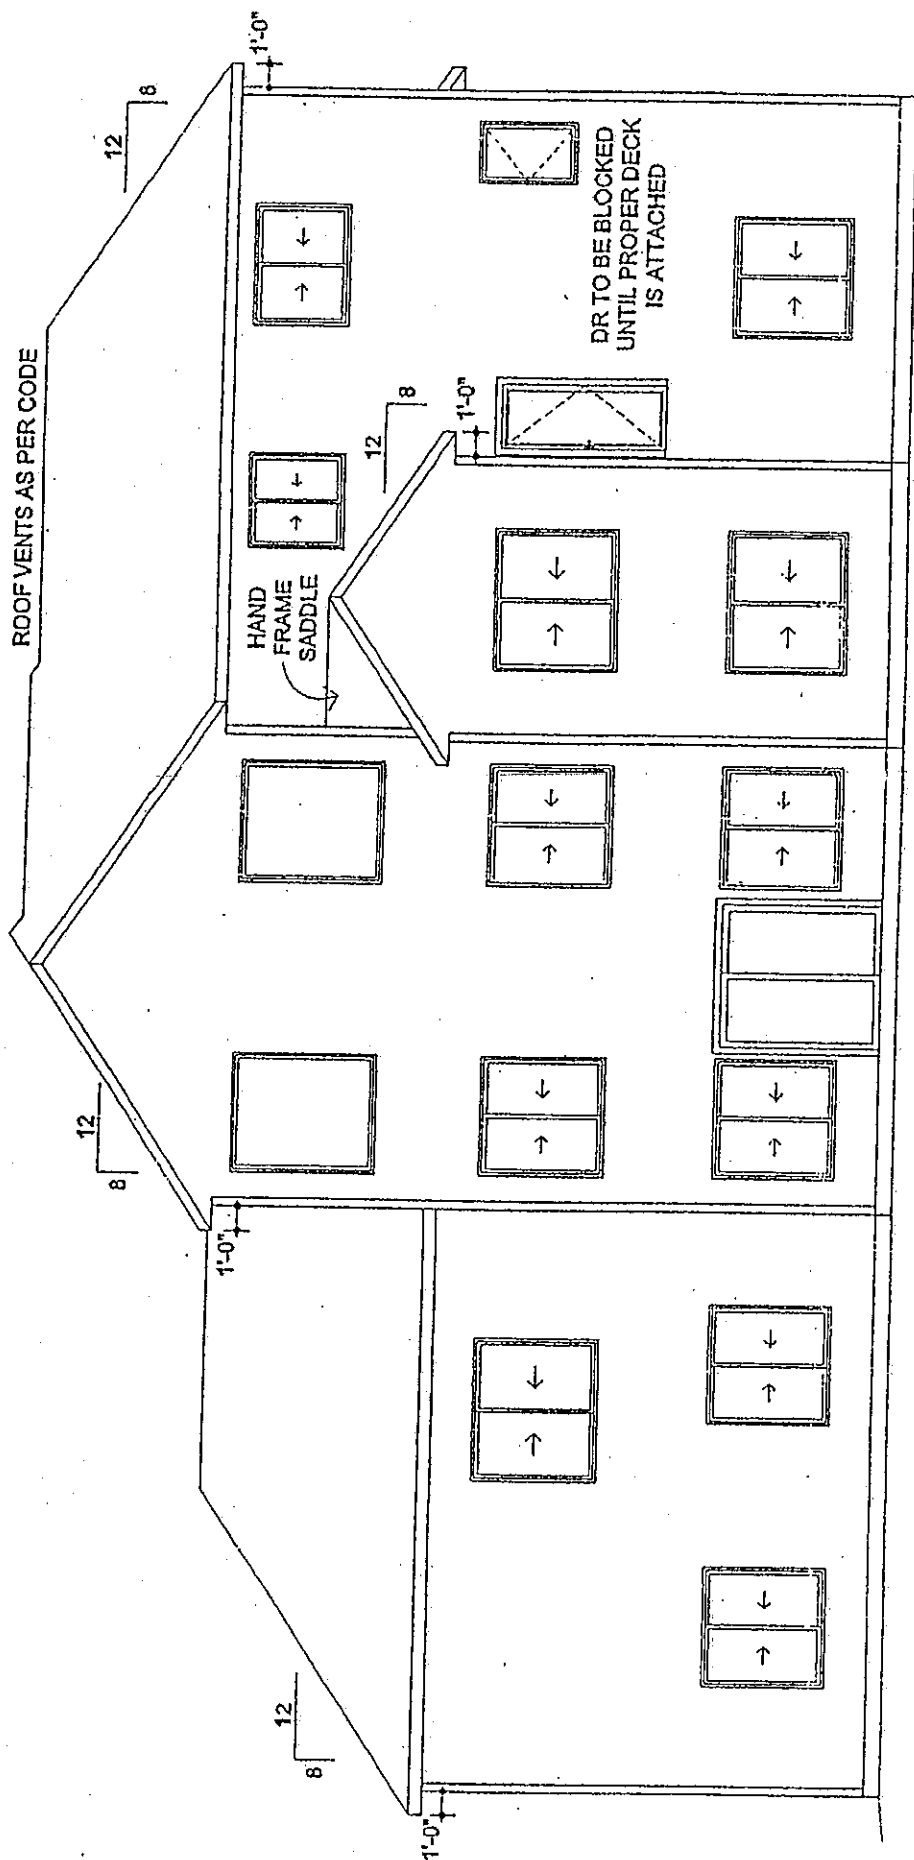 ROOF VENTS AS PER CODE
12
8
1'-0"
12
8
1'-0"
HAND
FRAME
SADDLE
12
8
1'-0"
DR TO BE BLOCKED
UNTIL PROPER DECK
IS ATTACHED
12
8
1'-0"